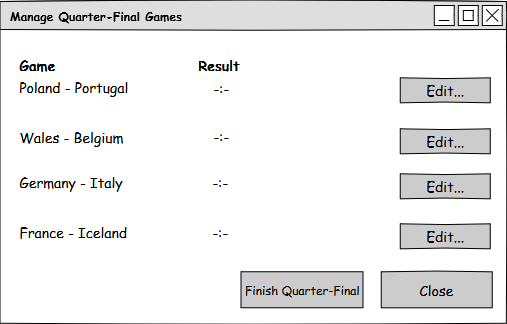 Manage Quarter-Final Games
Game Result
Poland - Portugal -:- Edit...
Wales - Belgium -:- Edit...
Germany - Italy -:- Edit...
France - Iceland -:- Edit...
Finish Quarter-Final Close